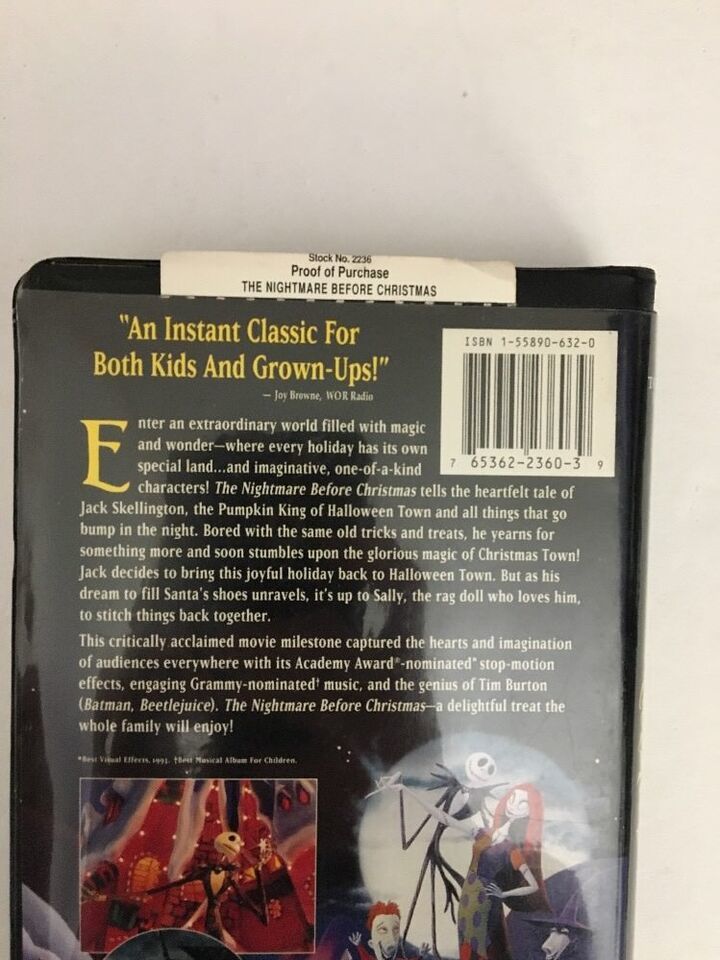 Stock No. 2236
Proof of Purchase
THE NIGHTMARE BEFORE CHRISTMAS
"An Instant Classic For
Both Kids And Grown-Ups!"
— Joy Browne, WOR Radio
ISBN 1-55890-632-0
7 65362-2360-3 9
Enter an extraordinary world filled with magic
and wonder—where every holiday has its own
special land...and imaginative, one-of-a-kind
characters! The Nightmare Before Christmas tells the heartfelt tale of
Jack Skellington, the Pumpkin King of Halloween Town and all things that go
bump in the night. Bored with the same old tricks and treats, he yearns for
something more and soon stumbles upon the glorious magic of Christmas Town!
Jack decides to bring this joyful holiday back to Halloween Town. But as his
dream to fill Santa's shoes unravels, it's up to Sally, the rag doll who loves him,
to stitch things back together.
This critically acclaimed movie milestone captured the hearts and imagination
of audiences everywhere with its Academy Award®-nominated* stop-motion
effects, engaging Grammy-nominated† music, and the genius of Tim Burton
(Batman, Beetlejuice). The Nightmare Before Christmas—a delightful treat the
whole family will enjoy!
*Best Visual Effects, 1993. †Best Musical Album For Children.